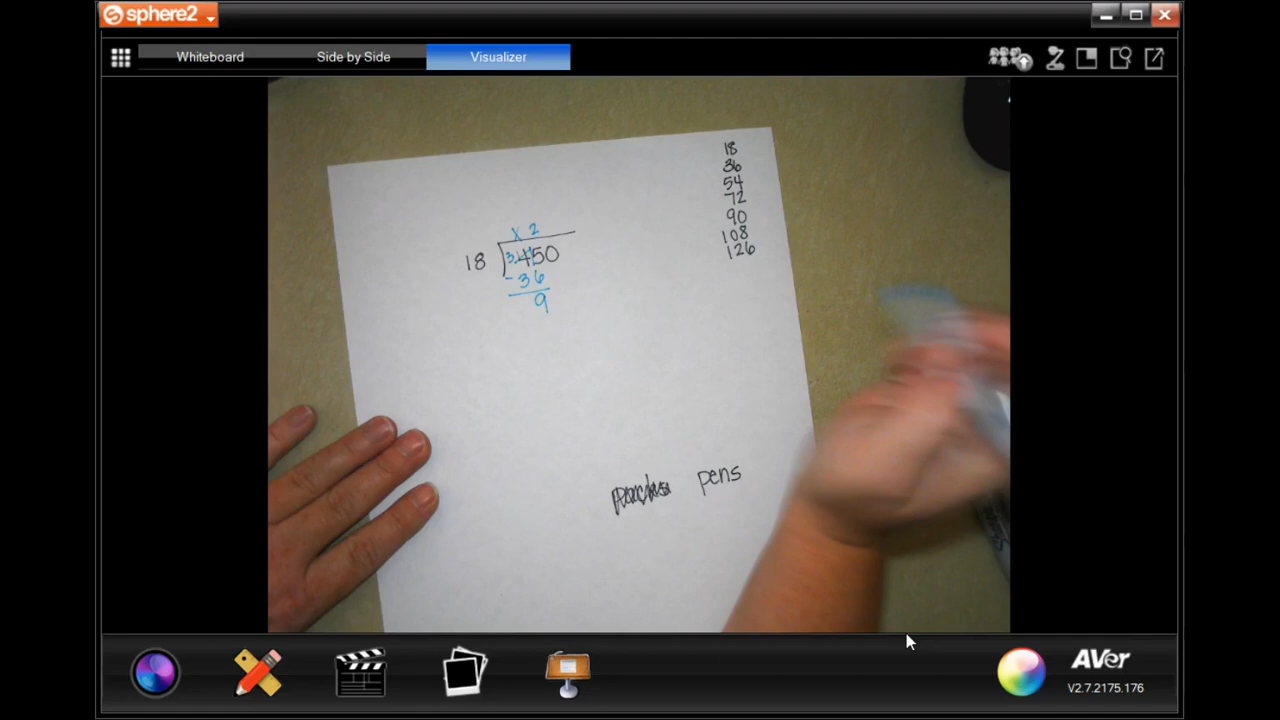 sphere2
Whiteboard Side by Side Visualizer
18
36
54
72
90
108
126
x 2
18 450
- 36
9
pens
AVer
V2.7.2175.176